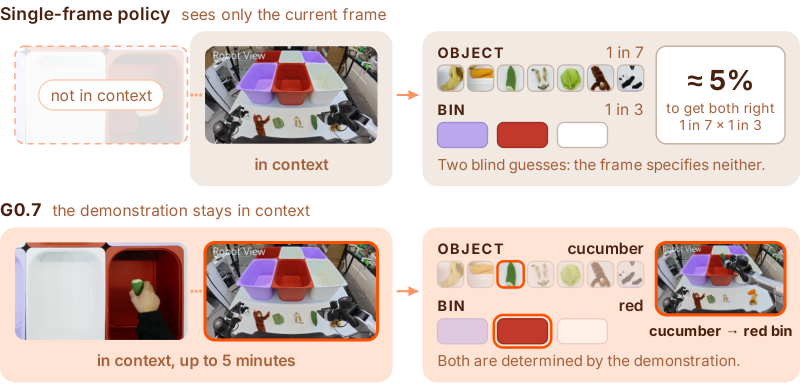 Single-frame policy sees only the current frame
not in context
Robot View
in context
OBJECT 1 in 7
BIN 1 in 3
Two blind guesses: the frame specifies neither.
≈ 5%
to get both right
1 in 7 × 1 in 3
G0.7 the demonstration stays in context
Robot View
in context, up to 5 minutes
OBJECT cucumber
BIN red
Both are determined by the demonstration.
Robot View
cucumber → red bin